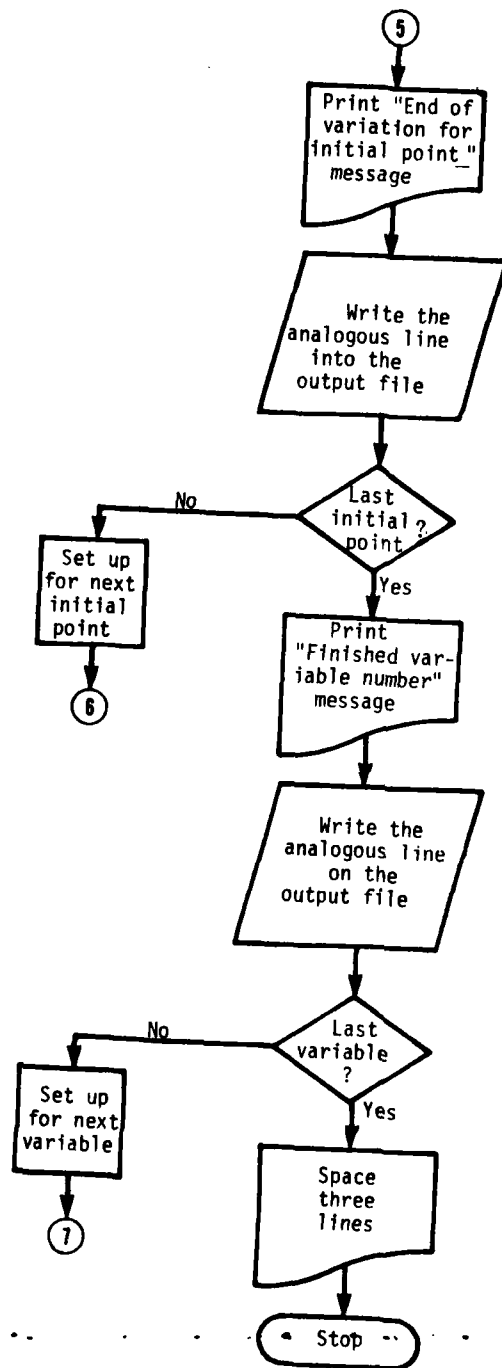 5
Print "End of
variation for
initial point_"
message
Write the
analogous line
into the
output file
Last
initial ?
point
No
Yes
Set up
for next
initial
point
6
Print
"Finished var-
iable number"
message
Write the
analogous line
on the
output file
Last
variable
?
No
Yes
Set up
for next
variable
7
Space
three
lines
Stop